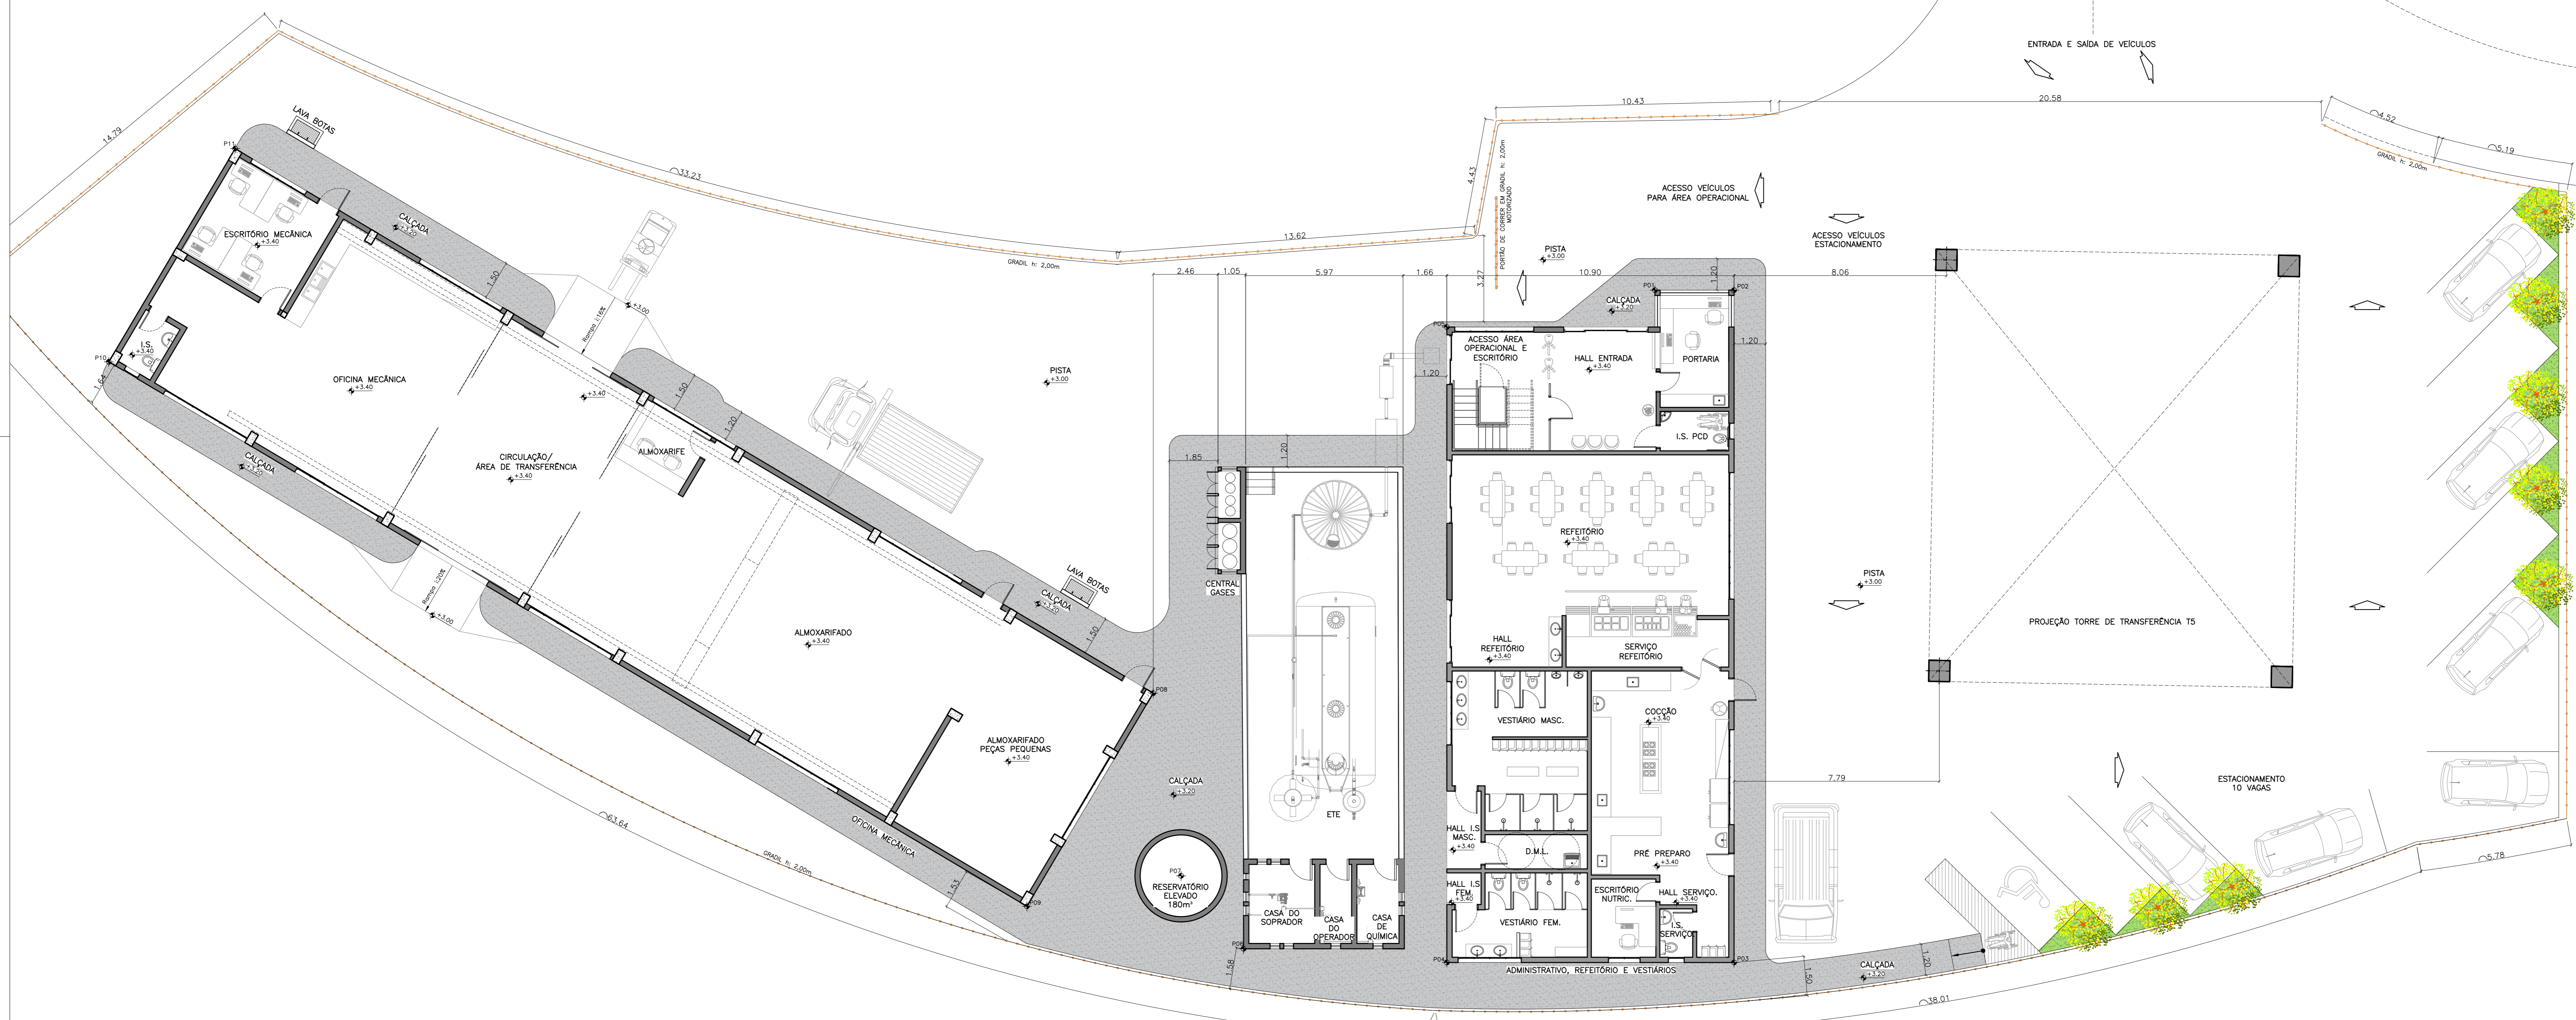 ENTRADA E SAÍDA DE VEÍCULOS
14.79
LAVA BOTAS
P11
33.23
10.43
20.58
4.52
5.19
GRADIL h: 2,00m
4.43
PORTÃO DE CORRER EM GRADIL h: 2,00m
MOTORIZADO
ACESSO VEÍCULOS
PARA ÁREA OPERACIONAL
ACESSO VEÍCULOS
ESTACIONAMENTO
ESCRITÓRIO MECÂNICA
+3.40
CALÇADA
+3.20
13.62
GRADIL h: 2,00m
PISTA
+3.00
1.50
2.46
1.05
5.97
1.66
3.27
10.90
1.20
8.06
P01
P02
CALÇADA
+3.20
Rampa i:16%
+3.00
P05
I.S.
+3.40
P10
1.64
OFICINA MECÂNICA
+3.40
+3.40
1.50
1.20
PISTA
+3.00
ACESSO ÁREA
OPERACIONAL E
ESCRITÓRIO
HALL ENTRADA
+3.40
PORTARIA
1.20
1.20
I.S. PCD
CALÇADA
+3.20
CIRCULAÇÃO/
ÁREA DE TRANSFERÊNCIA
+3.40
ALMOXARIFE
1.85
1.20
REFEITÓRIO
+3.40
CENTRAL
GASES
LAVA BOTAS
CALÇADA
+3.20
1.50
Rampa i:20%
+3.00
PISTA
+3.00
PROJEÇÃO TORRE DE TRANSFERÊNCIA T5
ALMOXARIFADO
+3.40
HALL
REFEITÓRIO
+3.40
SERVIÇO
REFEITÓRIO
P08
VESTIÁRIO MASC.
COCÇÃO
+3.40
ALMOXARIFADO
PEÇAS PEQUENAS
+3.40
CALÇADA
+3.20
7.79
ESTACIONAMENTO
10 VAGAS
63.64
GRADIL h: 2,00m
OFICINA MECÂNICA
ETE
HALL I.S
MASC.
+3.40
D.M.L.
PRÉ PREPARO
+3.40
5.78
P07
RESERVATÓRIO
ELEVADO
180m³
1.53
P09
CASA DO
SOPRADOR
CASA
DO
OPERADOR
CASA
DE
QUÍMICA
HALL I.S
FEM.
+3.40
VESTIÁRIO FEM.
ESCRITÓRIO
NUTRIC.
HALL SERVIÇO.
+3.40
I.S.
SERVIÇO
P06
1.58
P04
ADMINISTRATIVO, REFEITÓRIO E VESTIÁRIOS
P03
1.50
CALÇADA
+3.20
1.20
38.01